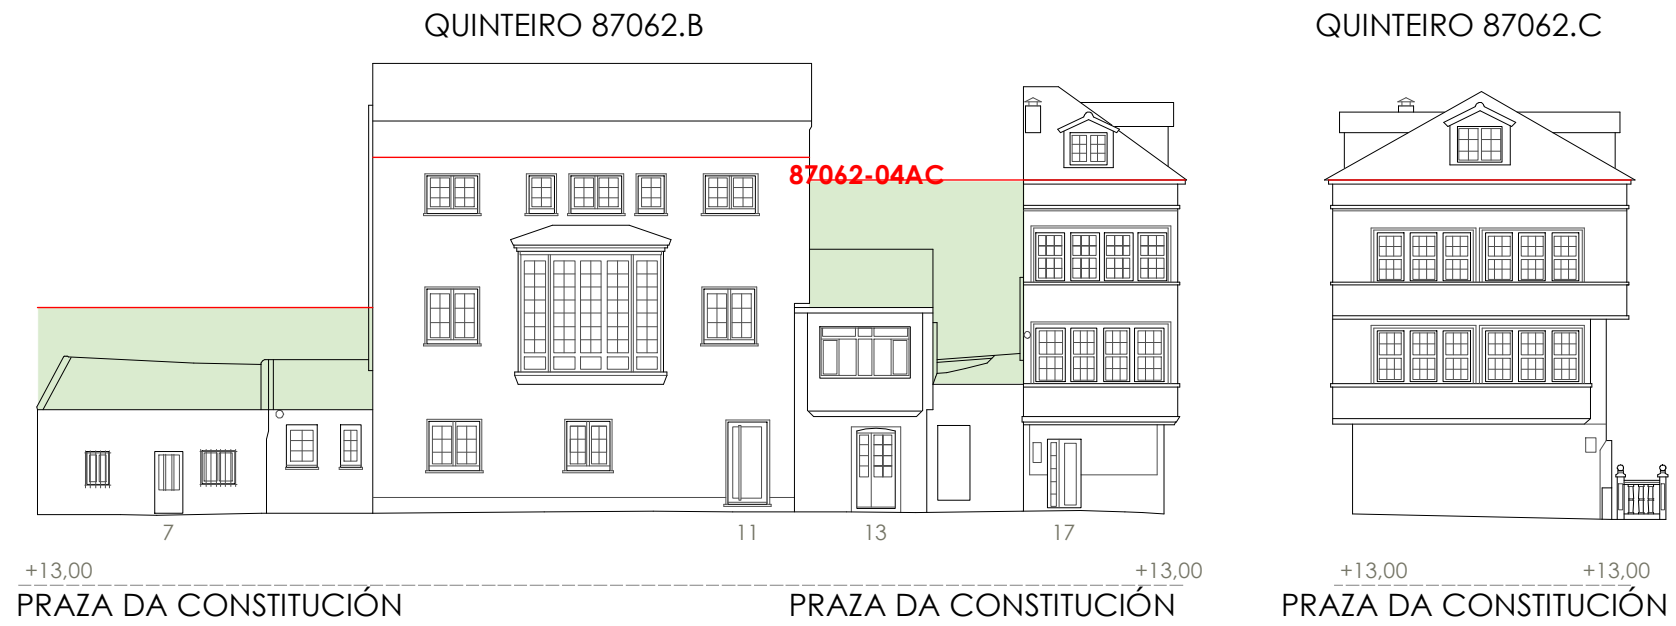 QUINTEIRO 87062.B
QUINTEIRO 87062.C
87062-04AC
7
11
13
17
+13,00
+13,00
+13,00
+13,00
PRAZA DA CONSTITUCIÓN
PRAZA DA CONSTITUCIÓN
PRAZA DA CONSTITUCIÓN